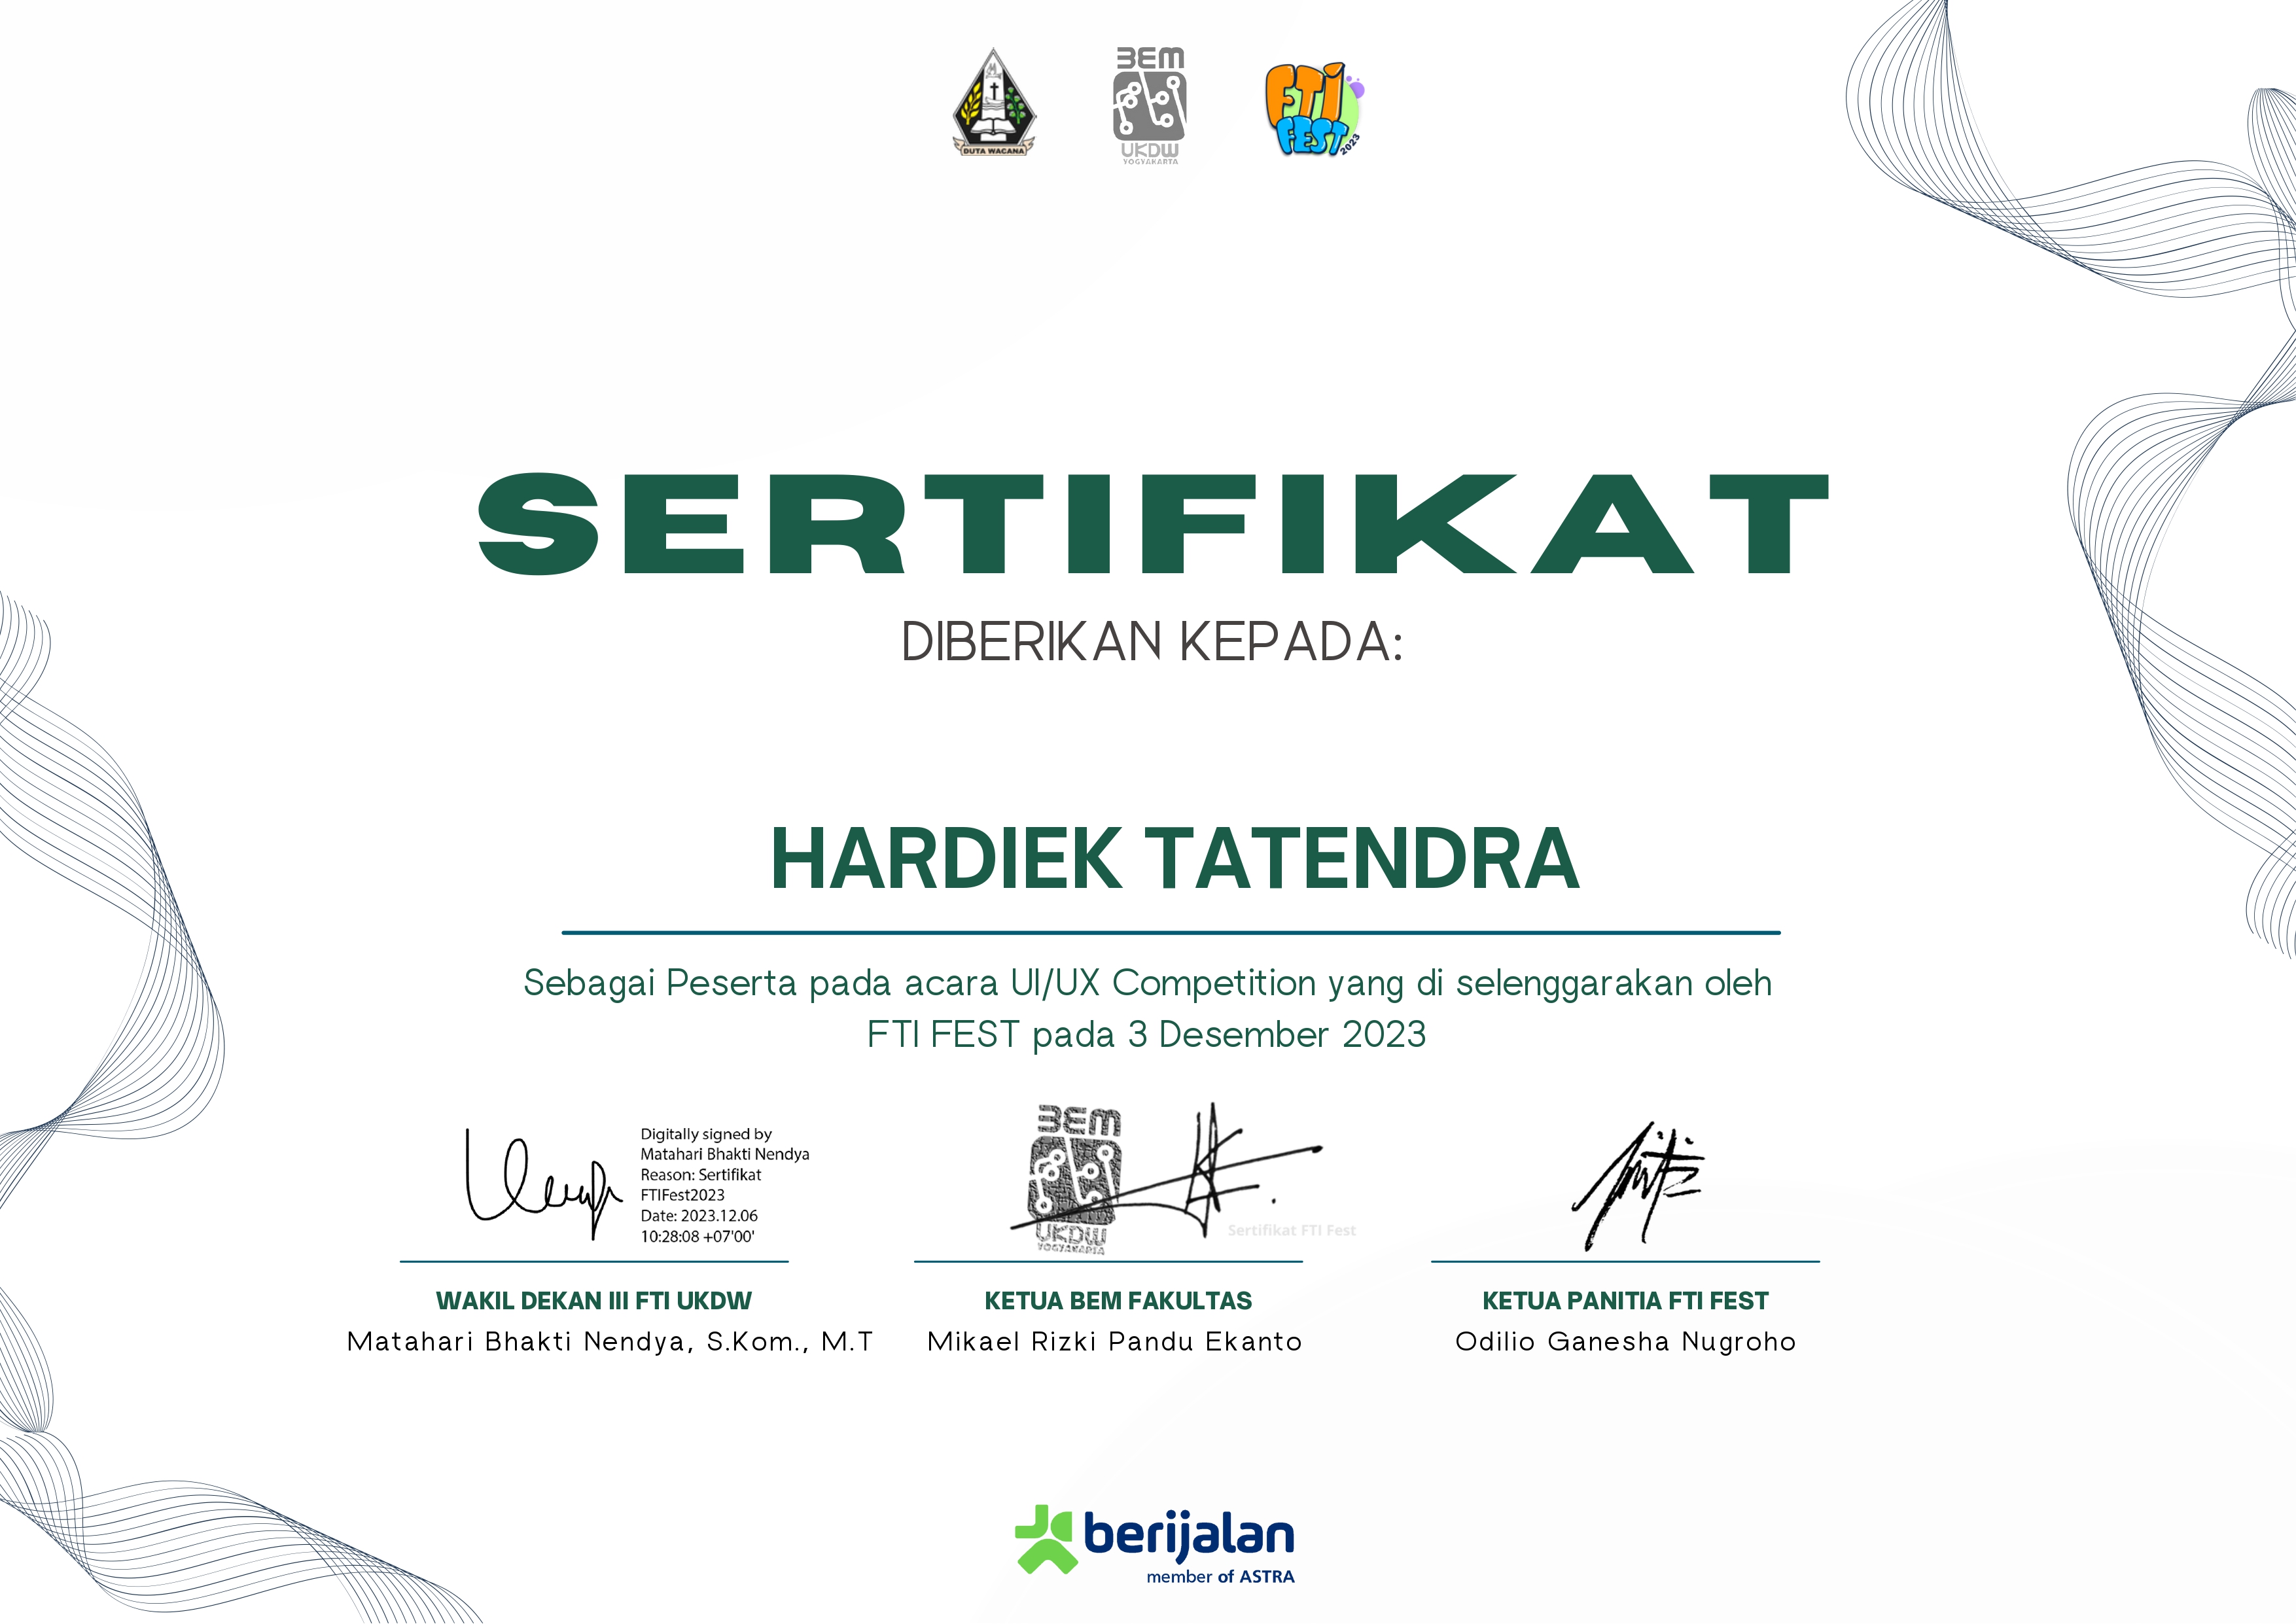 DUTA WACANA
BEM
UKDW
YOGYAKARTA
FTI
FEST
2023
SERTIFIKAT
DIBERIKAN KEPADA:
HARDIEK TATENDRA
Sebagai Peserta pada acara UI/UX Competition yang di selenggarakan oleh
FTI FEST pada 3 Desember 2023
Digitally signed by
Matahari Bhakti Nendya
Reason: Sertifikat
FTIFest2023
Date: 2023.12.06
10:28:08 +07'00'
BEM
UKDW
YOGYAKARTA
Sertifikat FTI Fest
WAKIL DEKAN III FTI UKDW
Matahari Bhakti Nendya, S.Kom., M.T
KETUA BEM FAKULTAS
Mikael Rizki Pandu Ekanto
KETUA PANITIA FTI FEST
Odilio Ganesha Nugroho
berijalan
member of ASTRA